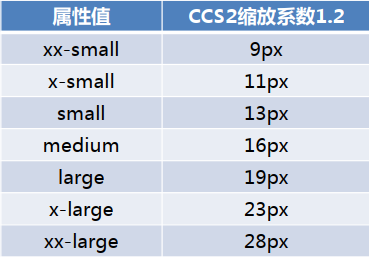 属性值 CCS2缩放系数1.2
xx-small 9px
x-small 11px
small 13px
medium 16px
large 19px
x-large 23px
xx-large 28px